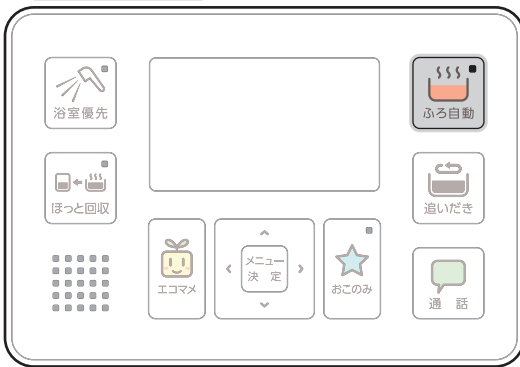 浴室優先
ふろ自動
ほっと回収
追いだき
エコマメ
メニュー
決 定
おこのみ
通 話